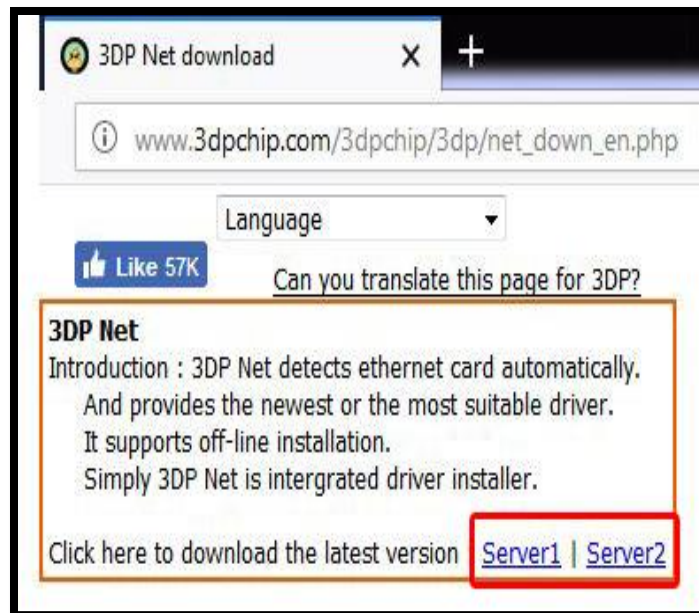 3DP Net download
www.3dpchip.com/3dpchip/3dp/net_down_en.php
Language
Like 57K
Can you translate this page for 3DP?
3DP Net
Introduction : 3DP Net detects ethernet card automatically.
And provides the newest or the most suitable driver.
It supports off-line installation.
Simply 3DP Net is intergrated driver installer.
Click here to download the latest version Server1 | Server2